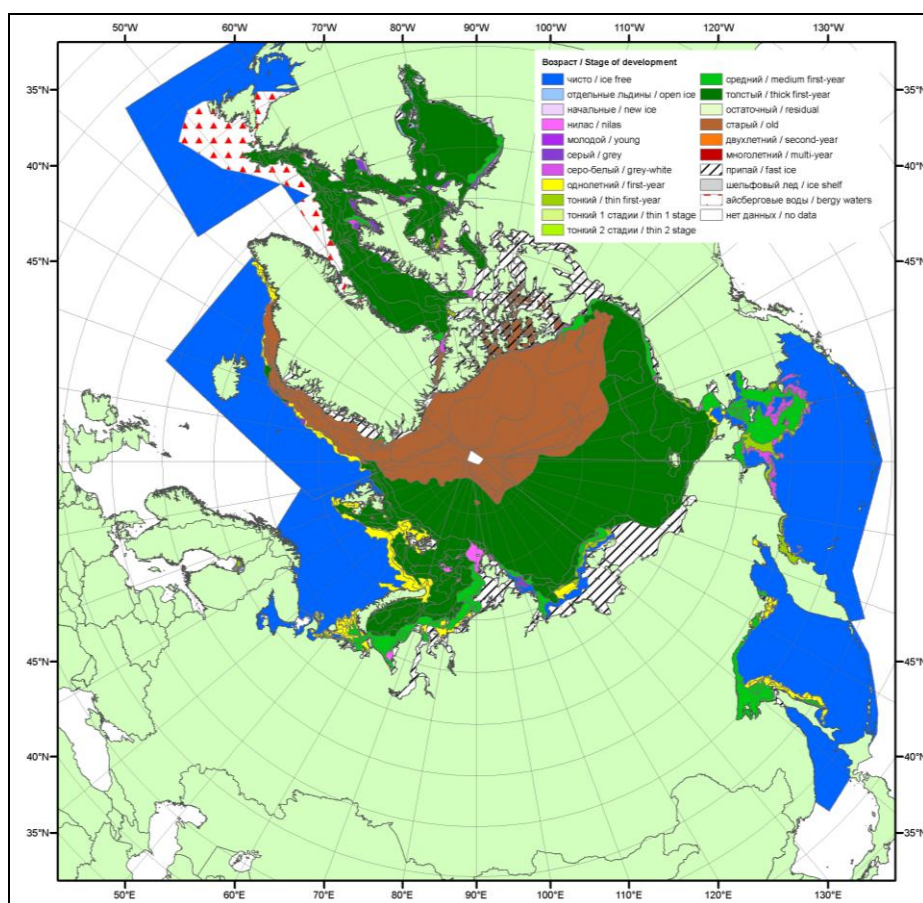 50°W 60°W 70°W 80°W 90°W 100°W 110°W 120°W 130°W
35°N 40°N 45°N
35°N 40°N 45°N
Возраст / Stage of development
чисто / ice free
отдельные льдины / open ice
начальные / new ice
нилас / nilas
молодой / young
серый / grey
серо-белый / grey-white
однолетний / first-year
тонкий / thin first-year
тонкий 1 стадии / thin 1 stage
тонкий 2 стадии / thin 2 stage
средний / medium first-year
толстый / thick first-year
остаточный / residual
старый / old
двухлетний / second-year
многолетний / multi-year
припай / fast ice
шельфовый лед / ice shelf
айсберговые воды / bergy waters
нет данных / no data
45°N 40°N 35°N
45°N 40°N 35°N
50°E 60°E 70°E 80°E 90°E 100°E 110°E 120°E 130°E